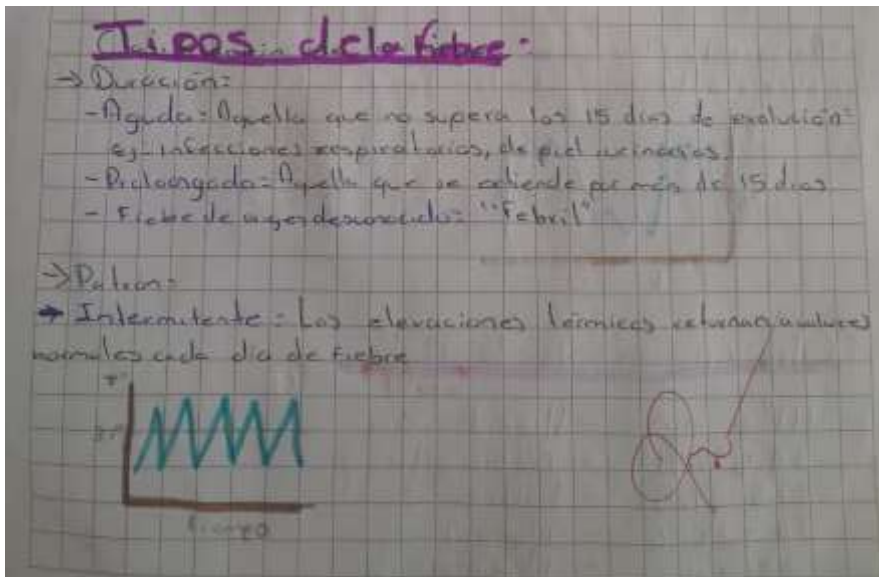 Tipos de la fiebre:
→ Duración:
- Aguda: Aquella que no supera los 15 días de evolución:
Ej- infecciones respiratorias, de piel urinarias.
- Prolongada: Aquella que se extiende por más de 15 días
- Fiebre de origen desconocido: "Febril"
→ Patron:
→ Intermitente: Las elevaciones térmicas retornan a valores
normales cada día de fiebre
T°
37°
tiempo